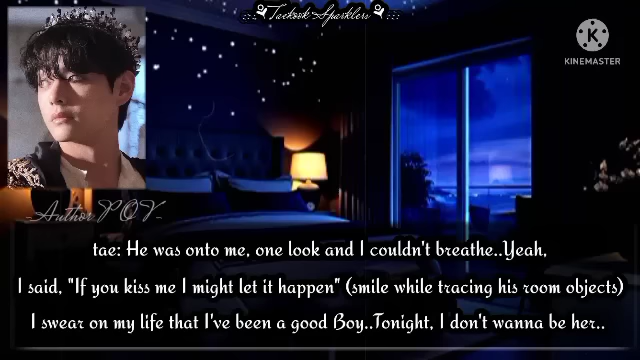 Taekook Sparklers
KINEMASTER
-Author POV-
tae: He was onto me, one look and I couldn't breathe..Yeah,
I said, "If you kiss me I might let it happen" (smile while tracing his room objects)
I swear on my life that I've been a good Boy..Tonight, I don't wanna be her..